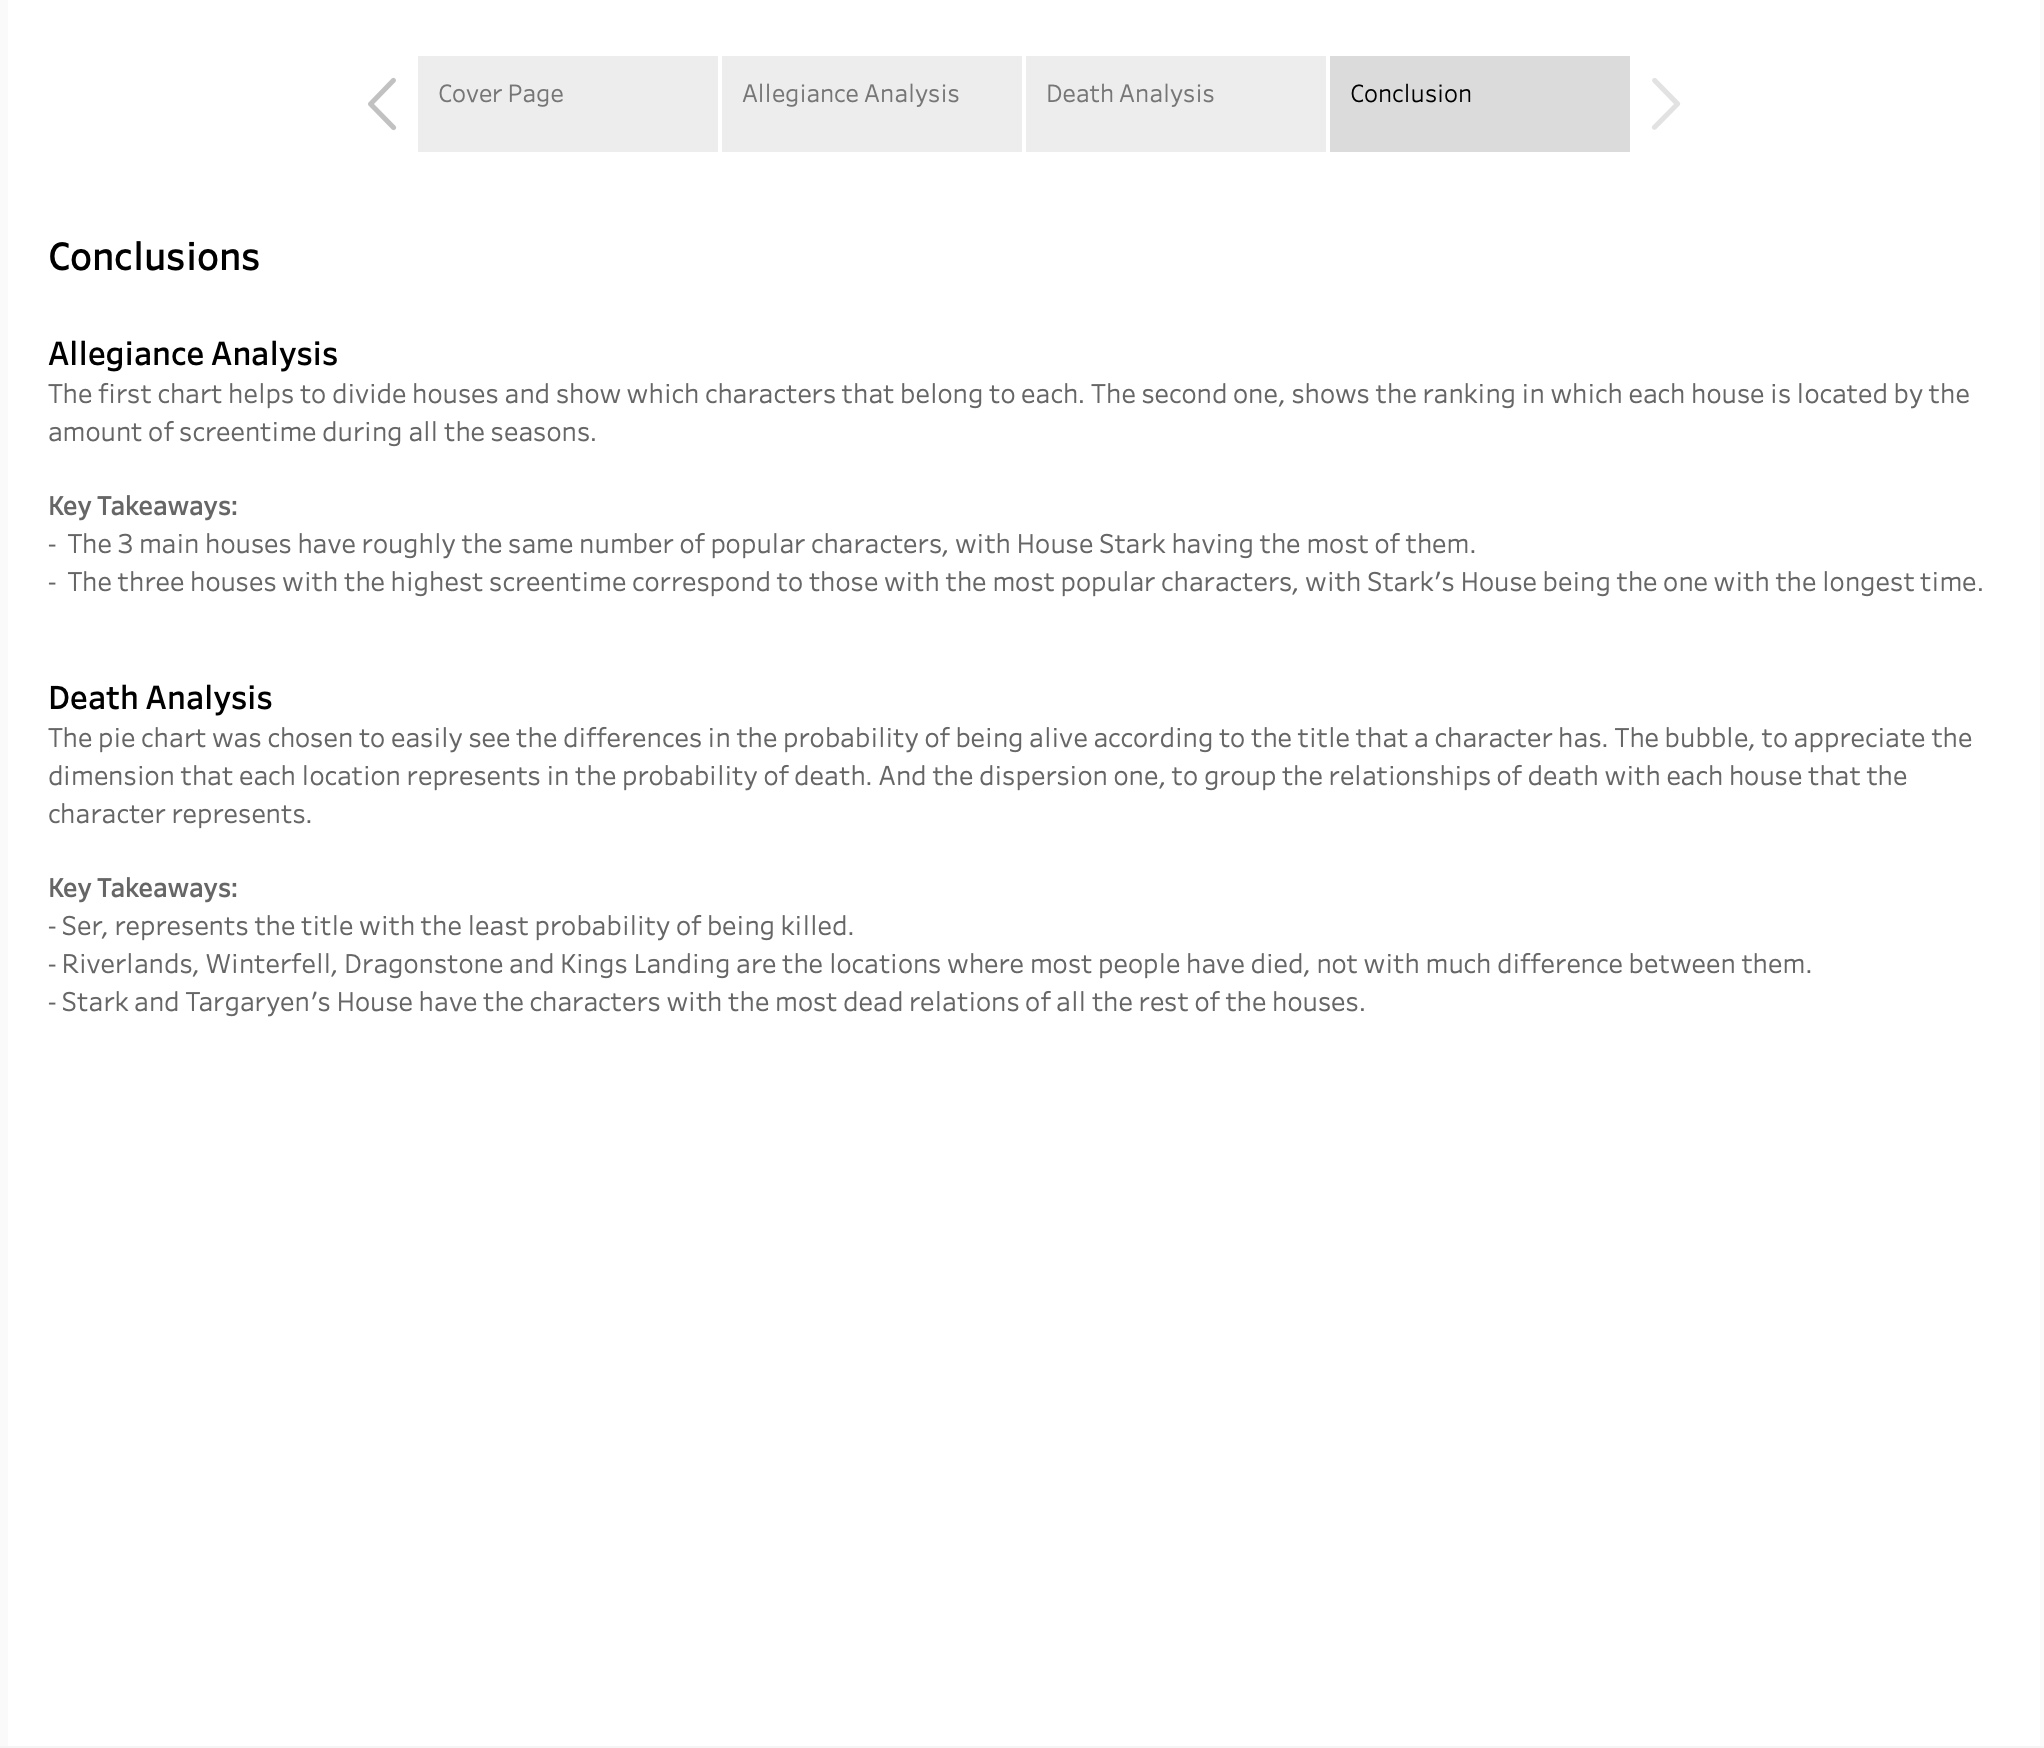 Cover Page
Allegiance Analysis
Death Analysis
Conclusion
Conclusions
Allegiance Analysis
The first chart helps to divide houses and show which characters that belong to each. The second one, shows the ranking in which each house is located by the
amount of screentime during all the seasons.
Key Takeaways:
-  The 3 main houses have roughly the same number of popular characters, with House Stark having the most of them.
-  The three houses with the highest screentime correspond to those with the most popular characters, with Stark’s House being the one with the longest time.
Death Analysis
The pie chart was chosen to easily see the differences in the probability of being alive according to the title that a character has. The bubble, to appreciate the
dimension that each location represents in the probability of death. And the dispersion one, to group the relationships of death with each house that the
character represents.
Key Takeaways:
- Ser, represents the title with the least probability of being killed.
- Riverlands, Winterfell, Dragonstone and Kings Landing are the locations where most people have died, not with much difference between them.
- Stark and Targaryen’s House have the characters with the most dead relations of all the rest of the houses.